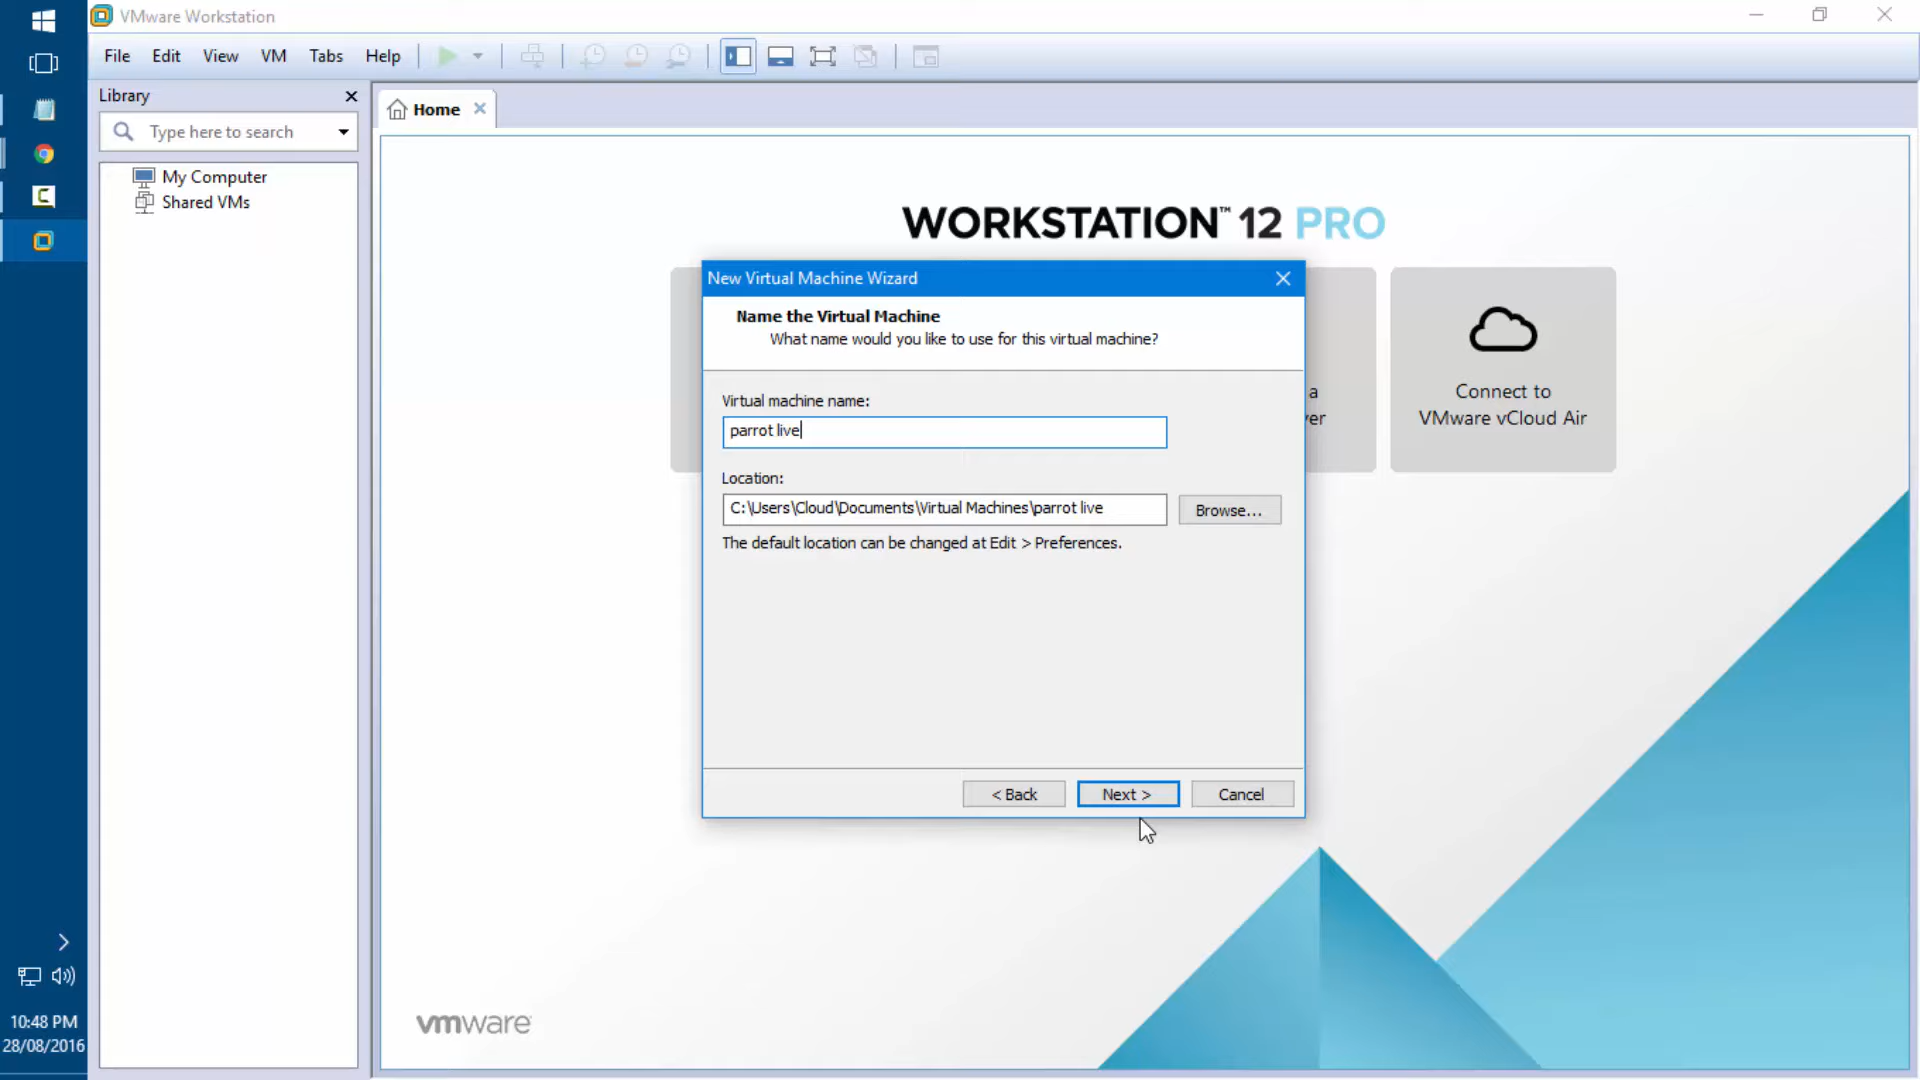 VMware Workstation
File Edit View VM Tabs Help
Library
Type here to search
My Computer
Shared VMs
Home
WORKSTATION™ 12 PRO
New Virtual Machine Wizard
Name the Virtual Machine
What name would you like to use for this virtual machine?
Virtual machine name:
parrot live
Location:
C:\Users\Cloud\Documents\Virtual Machines\parrot live
Browse...
The default location can be changed at Edit > Preferences.
< Back Next > Cancel
a
er
Connect to
VMware vCloud Air
vmware
10:48 PM
28/08/2016